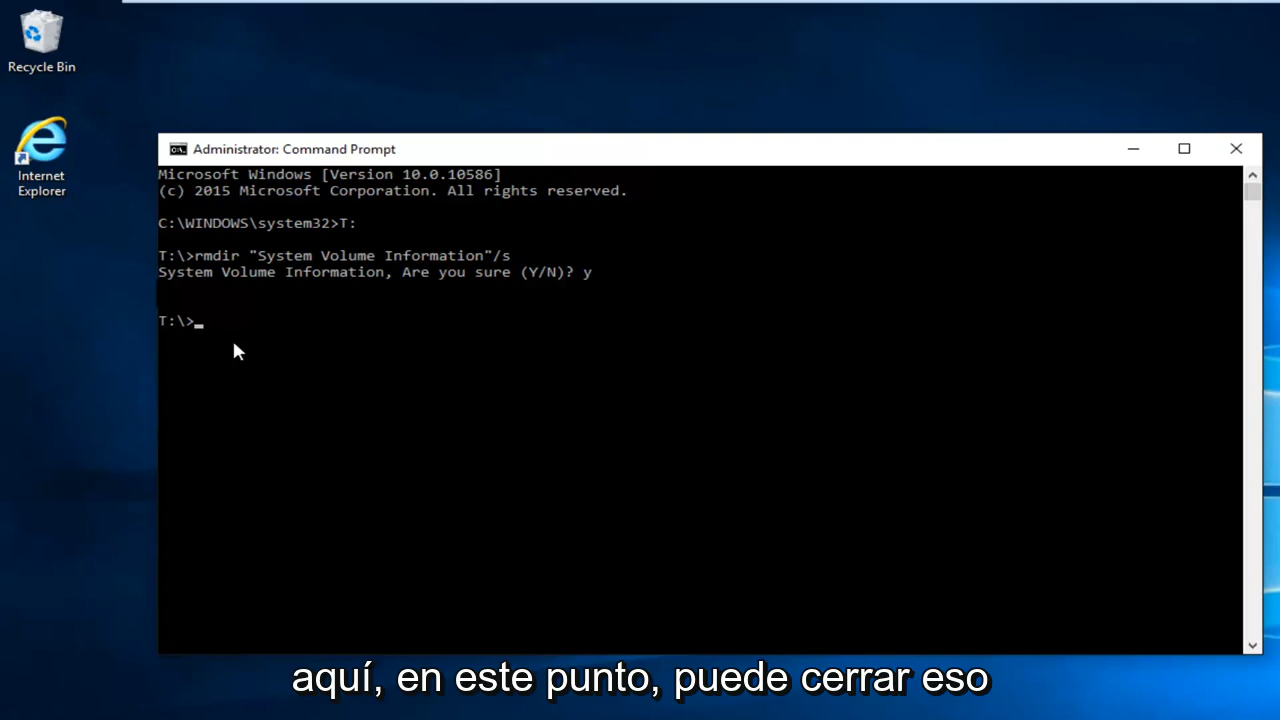 Recycle Bin
Internet
Explorer
Administrator: Command Prompt
Microsoft Windows [Version 10.0.10586]
(c) 2015 Microsoft Corporation. All rights reserved.
C:\WINDOWS\system32>T:
T:\>rmdir "System Volume Information"/s
System Volume Information, Are you sure (Y/N)? y
T:\>_
aquí, en este punto, puede cerrar eso